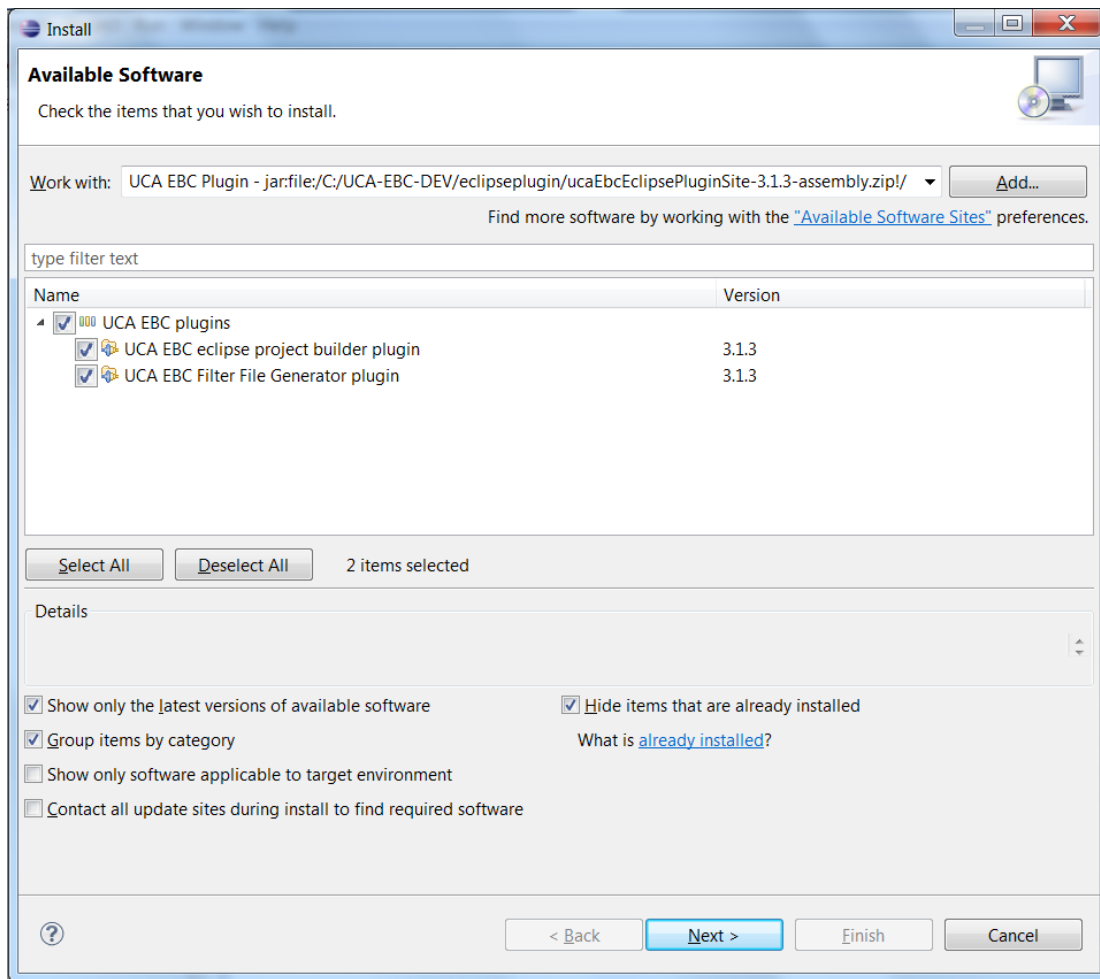 Install
Available Software
Check the items that you wish to install.
Work with: UCA EBC Plugin - jar:file:/C:/UCA-EBC-DEV/eclipseplugin/ucaEbcEclipsePluginSite-3.1.3-assembly.zip!/ Add...
Find more software by working with the "Available Software Sites" preferences.
type filter text
Name Version
UCA EBC plugins
UCA EBC eclipse project builder plugin 3.1.3
UCA EBC Filter File Generator plugin 3.1.3
Select All Deselect All 2 items selected
Details
Show only the latest versions of available software Hide items that are already installed
Group items by category What is already installed?
Show only software applicable to target environment
Contact all update sites during install to find required software
? < Back Next > Finish Cancel